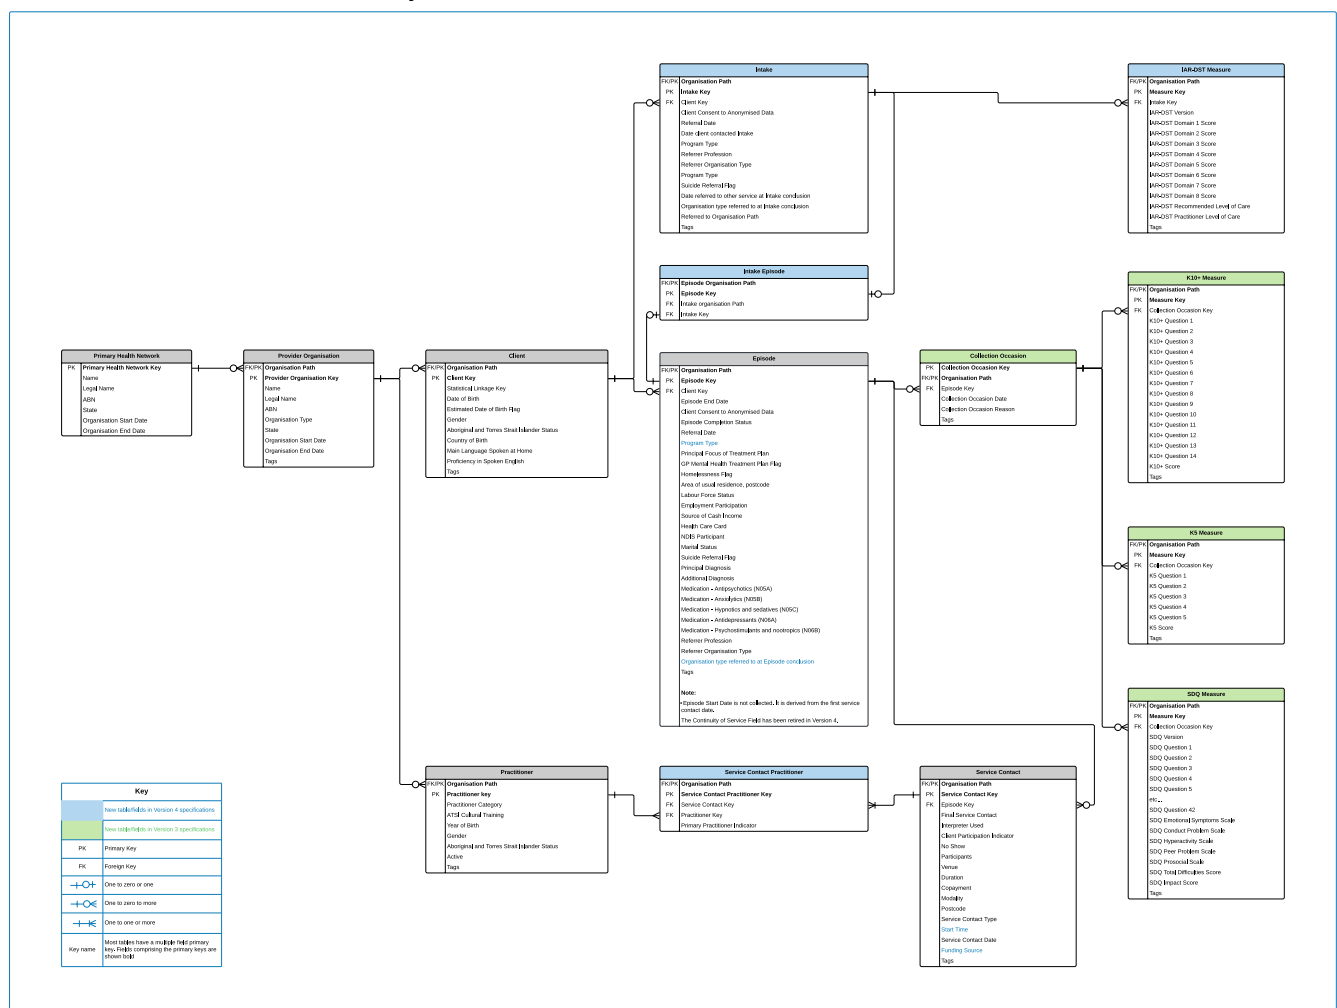 Intake
FK/PK Organisation Path
PK Intake Key
FK Client Key
Client Consent to Anonymised Data
Referral Date
Date client contacted Intake
Program Type
Referrer Profession
Referrer Organisation Type
Program Type
Suicide Referral Flag
Date referred to other service at Intake conclusion
Organisation type referred to at Intake conclusion
Referred to Organisation Path
Tags
IAR-DST Measure
FK/PK Organisation Path
PK Measure Key
FK Intake Key
IAR-DST Version
IAR-DST Domain 1 Score
IAR-DST Domain 2 Score
IAR-DST Domain 3 Score
IAR-DST Domain 4 Score
IAR-DST Domain 5 Score
IAR-DST Domain 6 Score
IAR-DST Domain 7 Score
IAR-DST Domain 8 Score
IAR-DST Recommended Level of Care
IAR-DST Practitioner Level of Care
Tags
Intake Episode
FK/PK Episode Organisation Path
PK Episode Key
FK Intake organisation Path
FK Intake Key
K10+ Measure
FK/PK Organisation Path
PK Measure Key
FK Collection Occasion Key
K10+ Question 1
K10+ Question 2
K10+ Question 3
K10+ Question 4
K10+ Question 5
K10+ Question 6
K10+ Question 7
K10+ Question 8
K10+ Question 9
K10+ Question 10
K10+ Question 11
K10+ Question 12
K10+ Question 13
K10+ Question 14
K10+ Score
Tags
Primary Health Network
PK Primary Health Network Key
Name
Legal Name
ABN
State
Organisation Start Date
Organisation End Date
Provider Organisation
FK/PK Organisation Path
PK Provider Organisation Key
Name
Legal Name
ABN
Organisation Type
State
Organisation Start Date
Organisation End Date
Tags
Client
FK/PK Organisation Path
PK Client Key
Statistical Linkage Key
Date of Birth
Estimated Date of Birth Flag
Gender
Aboriginal and Torres Strait Islander Status
Country of Birth
Main Language Spoken at Home
Proficiency in Spoken English
Tags
Episode
FK/PK Organisation Path
PK Episode Key
FK Client Key
Episode End Date
Client Consent to Anonymised Data
Episode Completion Status
Referral Date
Program Type
Principal Focus of Treatment Plan
GP Mental Health Treatment Plan Flag
Homelessness Flag
Area of usual residence, postcode
Labour Force Status
Employment Participation
Source of Cash Income
Health Care Card
NDIS Participant
Marital Status
Suicide Referral Flag
Principal Diagnosis
Additional Diagnosis
Medication - Antipsychotics (N05A)
Medication - Anxiolytics (N05B)
Medication - Hypnotics and sedatives (N05C)
Medication - Antidepressants (N06A)
Medication - Psychostimulants and nootropics (N06B)
Referrer Profession
Referrer Organisation Type
Organisation type referred to at Episode conclusion
Tags
Note:
• Episode Start Date is not collected. It is derived from the first service
contact date.
The Continuity of Service Field has been retired in Version 4.
Collection Occasion
PK Collection Occasion Key
FK/PK Organisation Path
FK Episode Key
Collection Occasion Date
Collection Occasion Reason
Tags
K5 Measure
FK/PK Organisation Path
PK Measure Key
FK Collection Occasion Key
K5 Question 1
K5 Question 2
K5 Question 3
K5 Question 4
K5 Question 5
K5 Score
Tags
SDQ Measure
FK/PK Organisation Path
PK Measure Key
FK Collection Occasion Key
SDQ Version
SDQ Question 1
SDQ Question 2
SDQ Question 3
SDQ Question 4
SDQ Question 5
etc...
SDQ Question 42
SDQ Emotional Symptoms Scale
SDQ Conduct Problem Scale
SDQ Hyperactivity Scale
SDQ Peer Problem Scale
SDQ Prosocial Scale
SDQ Total Difficulties Score
SDQ Impact Score
Tags
Practitioner
FK/PK Organisation Path
PK Practitioner key
Practitioner Category
ATSI Cultural Training
Year of Birth
Gender
Aboriginal and Torres Strait Islander Status
Active
Tags
Service Contact Practitioner
FK/PK Organisation Path
PK Service Contact Practitioner Key
FK Service Contact Key
FK Practitioner Key
Primary Practitioner Indicator
Service Contact
FK/PK Organisation Path
PK Service Contact Key
FK Episode Key
Final Service Contact
Interpreter Used
Client Participation Indicator
No Show
Participants
Venue
Duration
Copayment
Modality
Postcode
Service Contact Type
Start Time
Service Contact Date
Funding Source
Tags
Key
New table/fields in Version 4 specifications
New table/fields in Version 3 specifications
PK Primary Key
FK Foreign Key
One to zero or one
One to zero to more
One to one or more
Key name Most tables have a multiple field primary
key. Fields comprising the primary keys are
shown bold